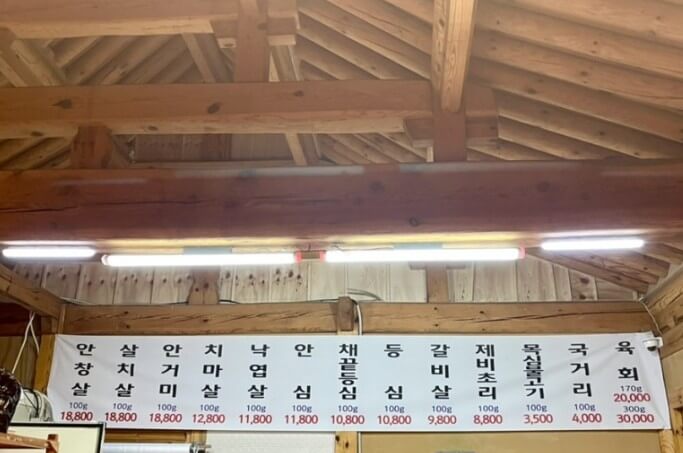 안창살 100g 18,800
살치살 100g 18,800
안거미 100g 18,800
치마살 100g 12,800
낙엽살 100g 11,800
안심 100g 11,800
채끝등심 100g 10,800
등심 100g 10,800
갈비살 100g 9,800
제비초리 100g 8,800
목심불고기 100g 3,500
국거리 100g 4,000
육회 170g 20,000
300g 30,000